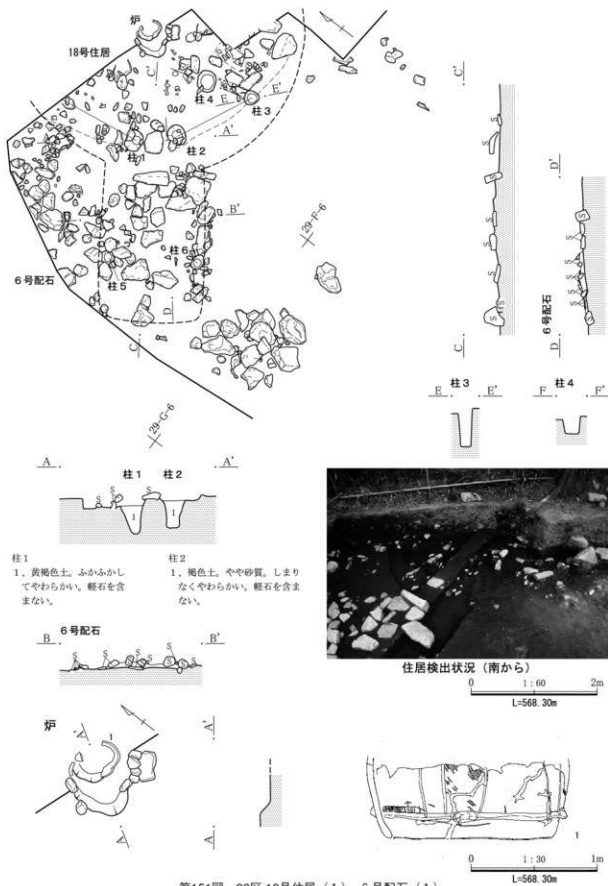 炉
18号住居
C'
柱4
E
E'
柱3
A'
柱1
柱2
B'
29-F-6
柱6
6号配石
柱5
D
C
29-G-6
C'
D'
S
S
S
S
6号配石
C
D
E 柱3 E'
F 柱4 F'
A
A'
柱1 柱2
S
S
S
1
1
柱1
1、黄褐色土。ふかふかし
てやわらかい。軽石を含
まない。
柱2
1、褐色土。やや砂質。しまり
なくやわらかい。軽石を含ま
ない。
B 6号配石 B'
S S S S S
住居検出状況（南から）
0 1:60 2m
L=568.30m
炉
A'
1
A
A'
A
1
0 1:30 1m
L=568.30m